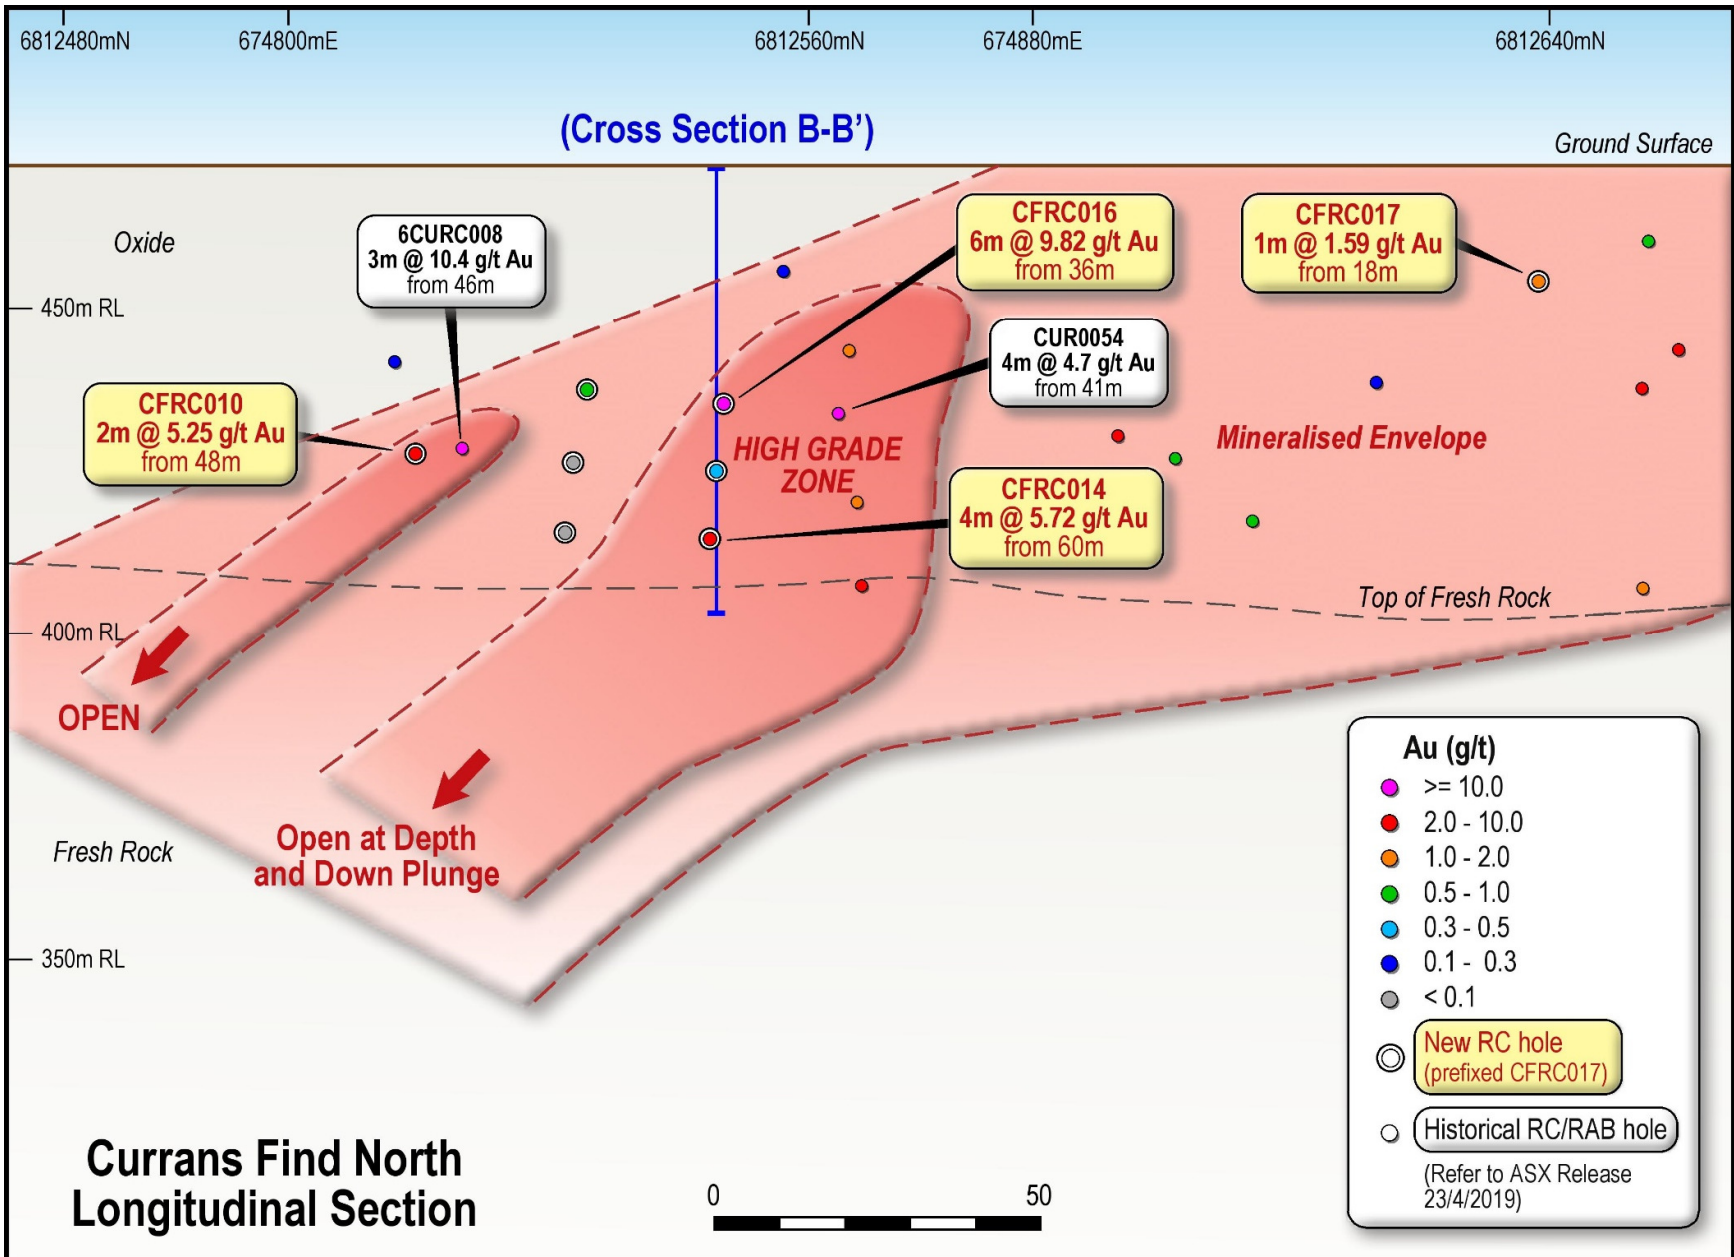 6812480mN
674800mE
6812560mN
674880mE
6812640mN
(Cross Section B-B’)
Ground Surface
Oxide
6CURC008
3m @ 10.4 g/t Au
from 46m
CFRC016
6m @ 9.82 g/t Au
from 36m
CFRC017
1m @ 1.59 g/t Au
from 18m
450m RL
CUR0054
4m @ 4.7 g/t Au
from 41m
CFRC010
2m @ 5.25 g/t Au
from 48m
HIGH GRADE
ZONE
Mineralised Envelope
CFRC014
4m @ 5.72 g/t Au
from 60m
Top of Fresh Rock
400m RL
OPEN
Open at Depth
and Down Plunge
Fresh Rock
350m RL
Au (g/t)
>= 10.0
2.0 - 10.0
1.0 - 2.0
0.5 - 1.0
0.3 - 0.5
0.1 - 0.3
< 0.1
New RC hole
(prefixed CFRC017)
Historical RC/RAB hole
(Refer to ASX Release
23/4/2019)
Currans Find North
Longitudinal Section
0
50